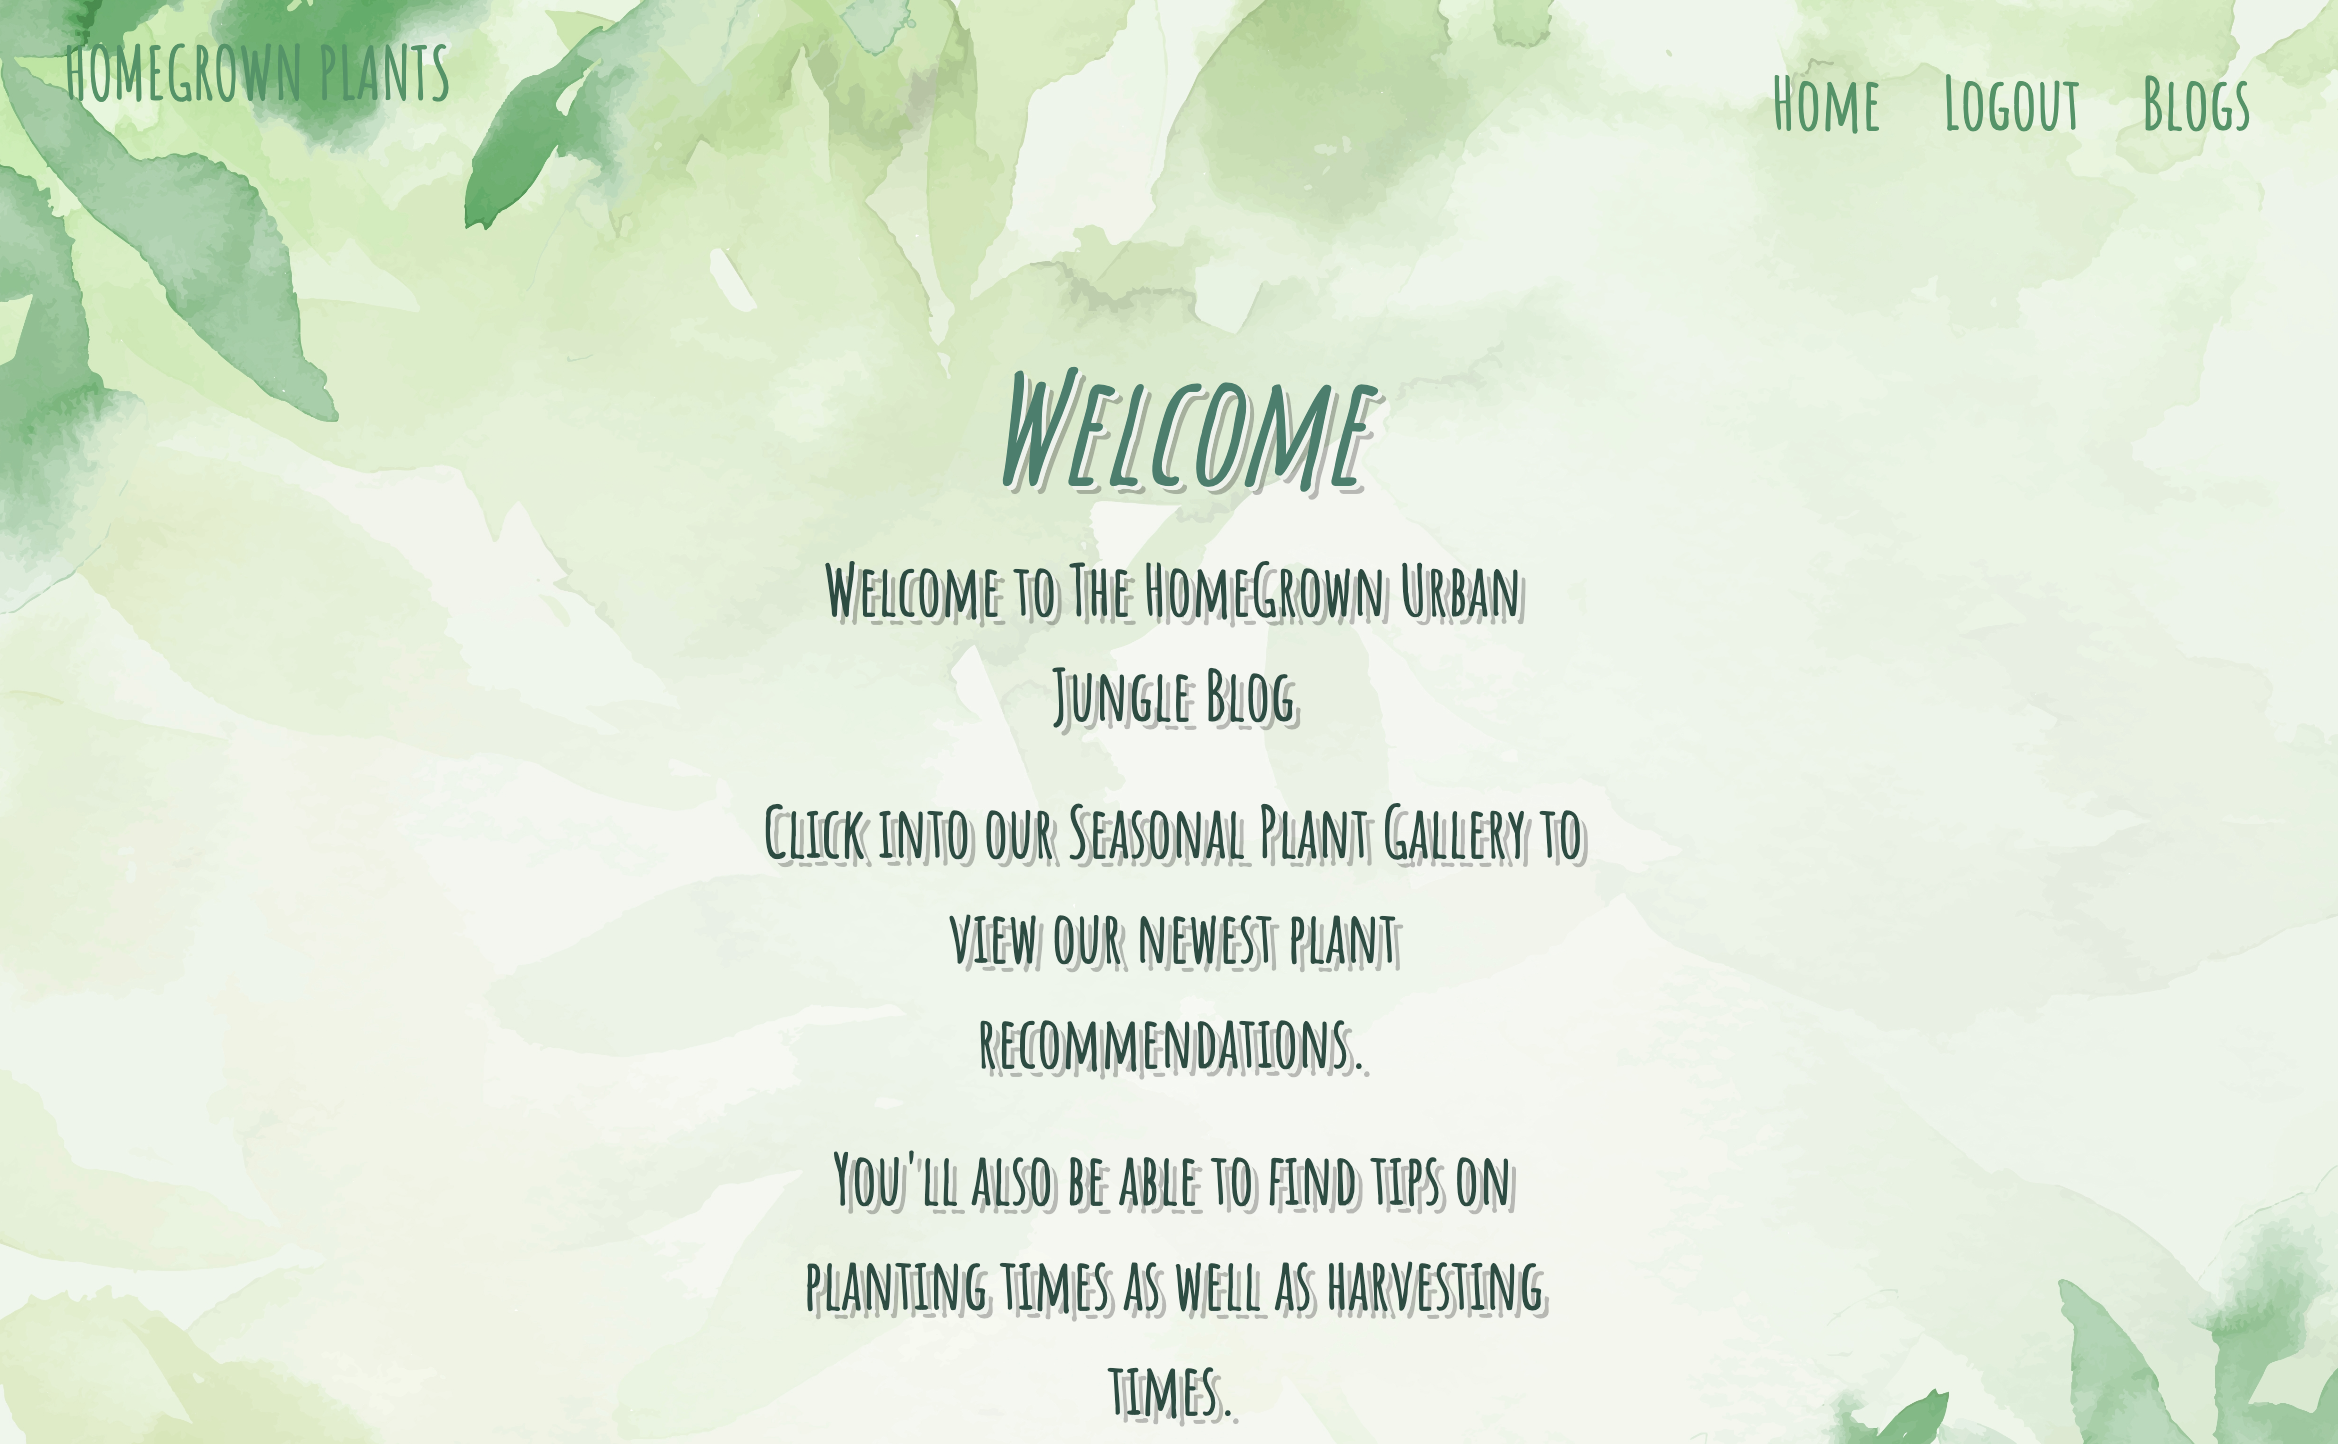 HOMEGROWN PLANTS
Home Logout Blogs
Welcome
Welcome to The HomeGrown Urban
Jungle Blog
Click into our Seasonal Plant Gallery to
view our newest plant
recommendations.
You'll also be able to find tips on
planting times as well as harvesting
times.